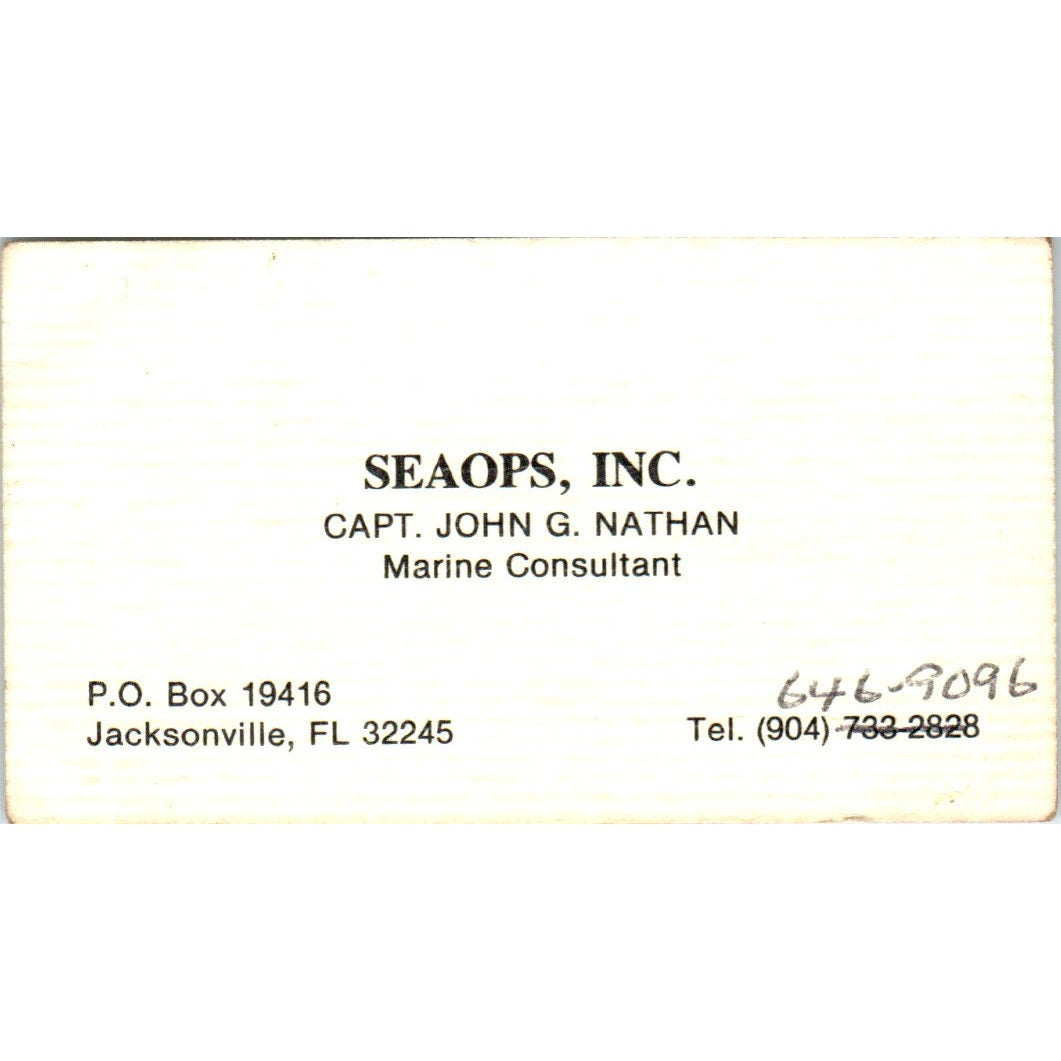 SEAOPS, INC.
CAPT. JOHN G. NATHAN
Marine Consultant
P.O. Box 19416
Jacksonville, FL 32245
646-9096
Tel. (904) 733-2828